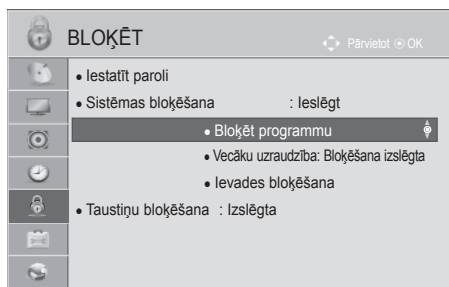 BLOĶĒT
Pārvietot OK
• Iestatīt paroli
• Sistēmas bloķēšana : Ieslēgt
• Bloķēt programmu
• Vecāku uzraudzība: Bloķēšana izslēgta
• Ievades bloķēšana
• Taustiņu bloķēšana : Izslēgta